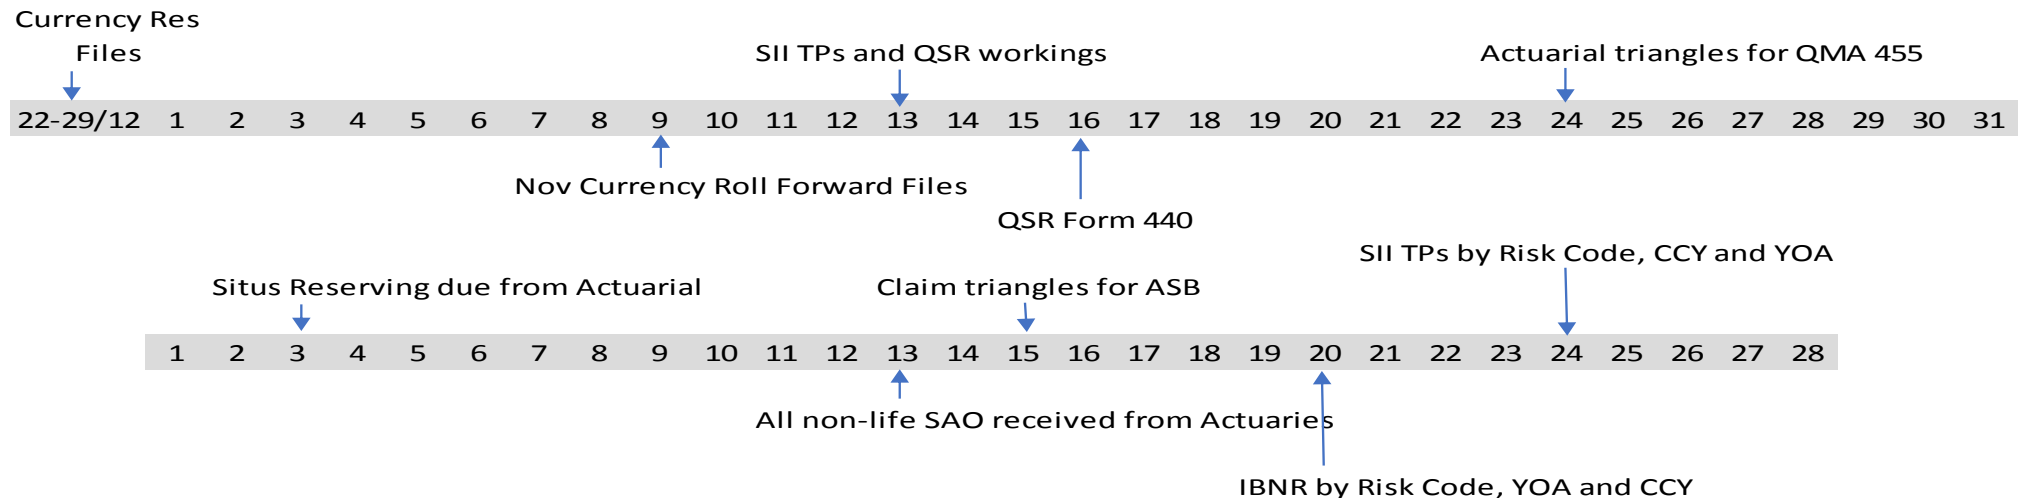 Currency Res
Files
SII TPs and QSR workings
Actuarial triangles for QMA 455
22-29/12 1 2 3 4 5 6 7 8 9 10 11 12 13 14 15 16 17 18 19 20 21 22 23 24 25 26 27 28 29 30 31
Nov Currency Roll Forward Files
QSR Form 440
SII TPs by Risk Code, CCY and YOA
Situs Reserving due from Actuarial
Claim triangles for ASB
1 2 3 4 5 6 7 8 9 10 11 12 13 14 15 16 17 18 19 20 21 22 23 24 25 26 27 28
All non-life SAO received from Actuaries
IBNR by Risk Code, YOA and CCY